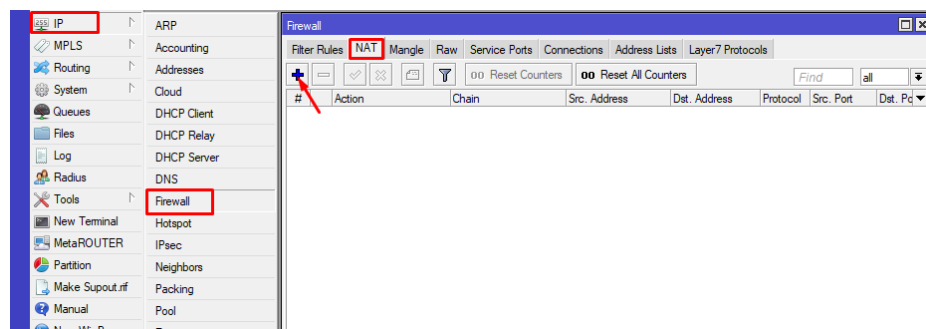 IP
MPLS
Routing
System
Queues
Files
Log
Radius
Tools
New Terminal
MetaROUTER
Partition
Make Supout.rif
Manual
ARP
Accounting
Addresses
Cloud
DHCP Client
DHCP Relay
DHCP Server
DNS
Firewall
Hotspot
IPsec
Neighbors
Packing
Pool
Firewall
Filter Rules NAT Mangle Raw Service Ports Connections Address Lists Layer7 Protocols
00 Reset Counters 00 Reset All Counters Find all
# Action Chain Src. Address Dst. Address Protocol Src. Port Dst.